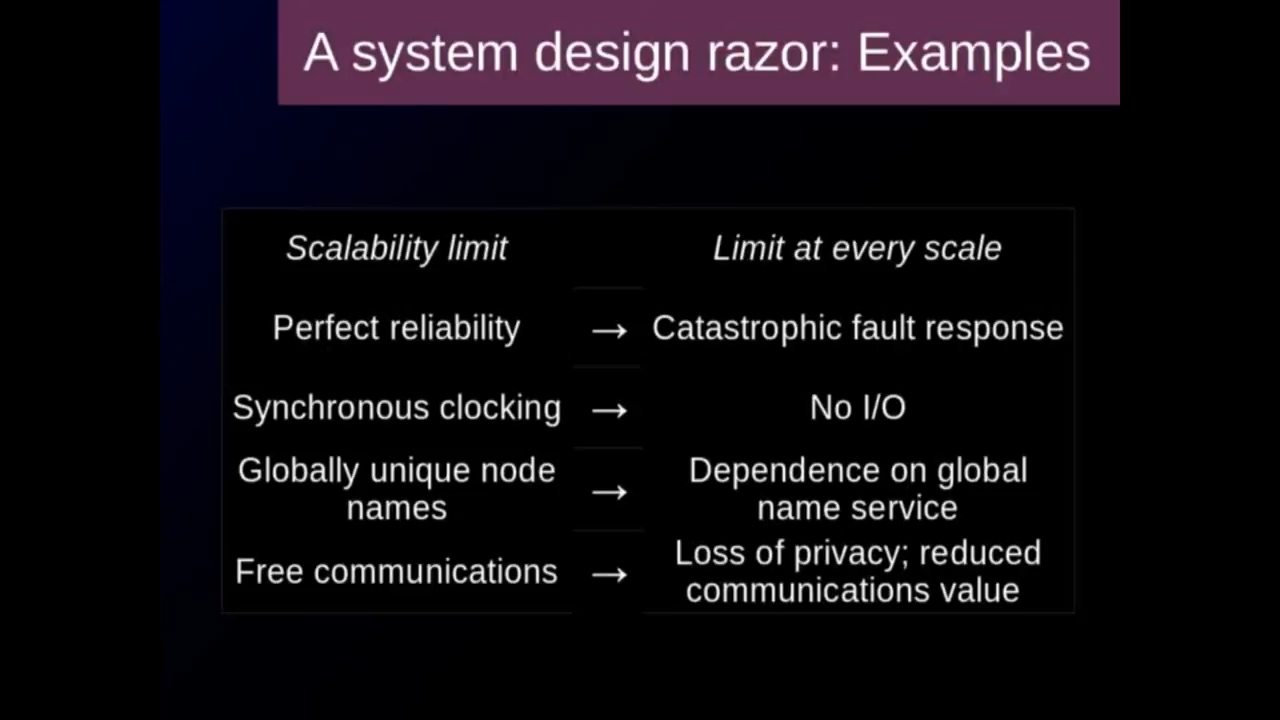 A system design razor: Examples
Scalability limit
Limit at every scale
Perfect reliability → Catastrophic fault response
Synchronous clocking → No I/O
Globally unique node
names
→
Dependence on global
name service
Free communications
→
Loss of privacy; reduced
communications value